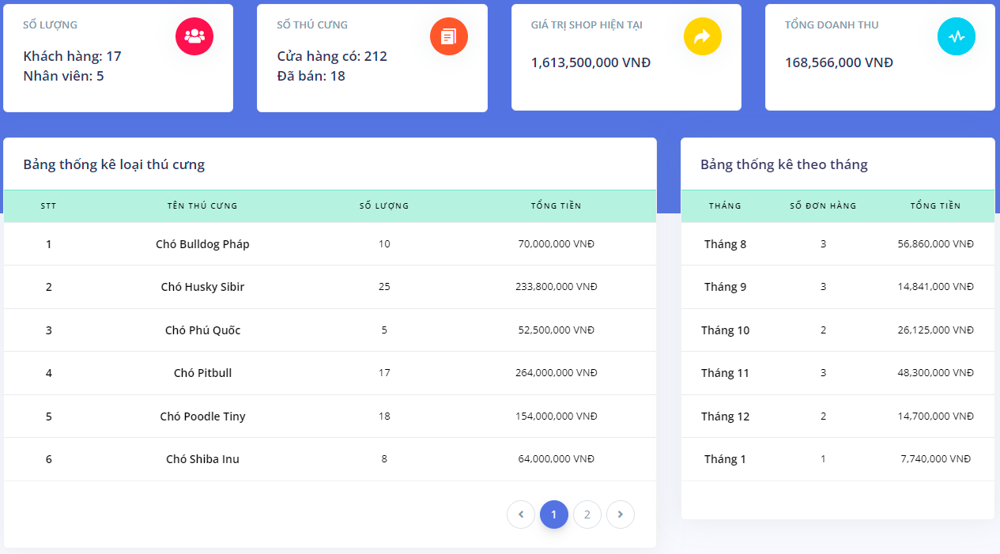 SỐ LƯỢNG
Khách hàng: 17
Nhân viên: 5
SỐ THÚ CƯNG
Cửa hàng có: 212
Đã bán: 18
GIÁ TRỊ SHOP HIỆN TẠI
1,613,500,000 VNĐ
TỔNG DOANH THU
168,566,000 VNĐ
Bảng thống kê loại thú cưng
STT TÊN THÚ CƯNG SỐ LƯỢNG TỔNG TIỀN
1 Chó Bulldog Pháp 10 70,000,000 VNĐ
2 Chó Husky Sibir 25 233,800,000 VNĐ
3 Chó Phú Quốc 5 52,500,000 VNĐ
4 Chó Pitbull 17 264,000,000 VNĐ
5 Chó Poodle Tiny 18 154,000,000 VNĐ
6 Chó Shiba Inu 8 64,000,000 VNĐ
1 2
Bảng thống kê theo tháng
THÁNG SỐ ĐƠN HÀNG TỔNG TIỀN
Tháng 8 3 56,860,000 VNĐ
Tháng 9 3 14,841,000 VNĐ
Tháng 10 2 26,125,000 VNĐ
Tháng 11 3 48,300,000 VNĐ
Tháng 12 2 14,700,000 VNĐ
Tháng 1 1 7,740,000 VNĐ